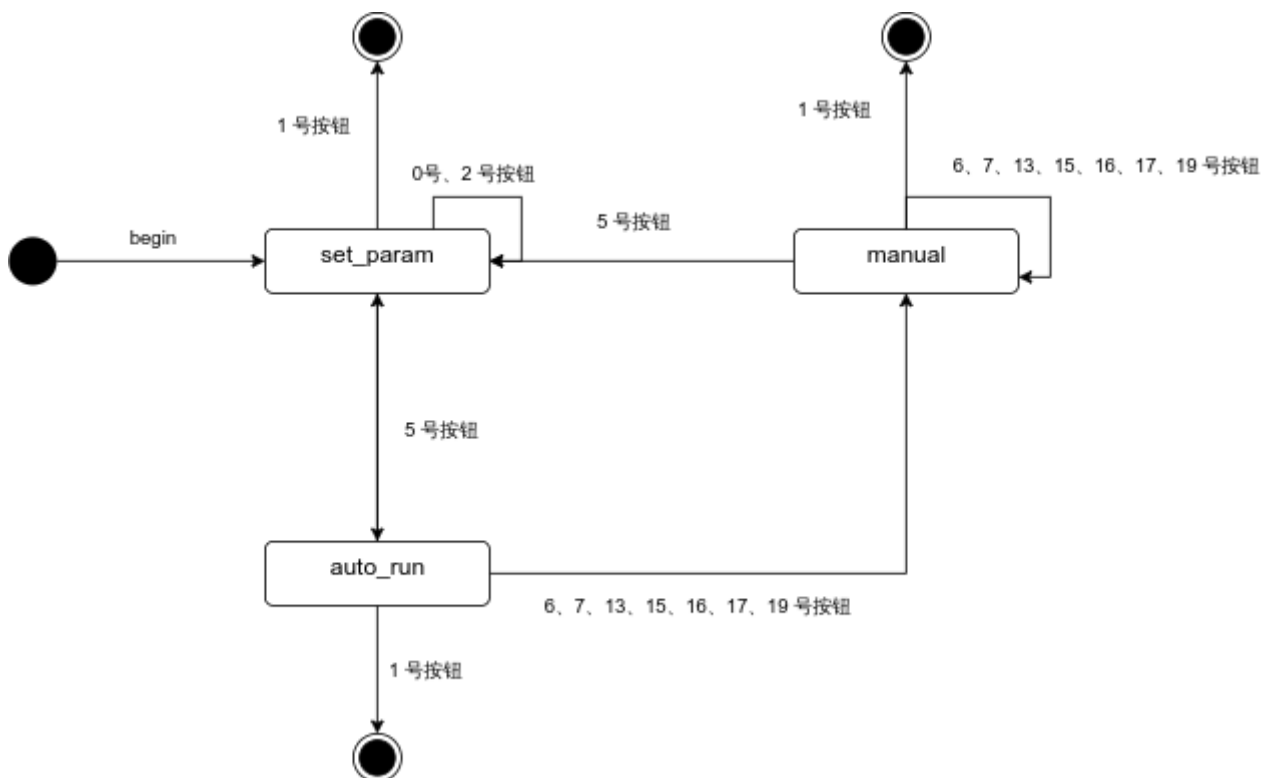 1 号按钮
1 号按钮
0号、2 号按钮
6、7、13、15、16、17、19 号按钮
5 号按钮
begin
set_param
manual
5 号按钮
auto_run
6、7、13、15、16、17、19 号按钮
1 号按钮